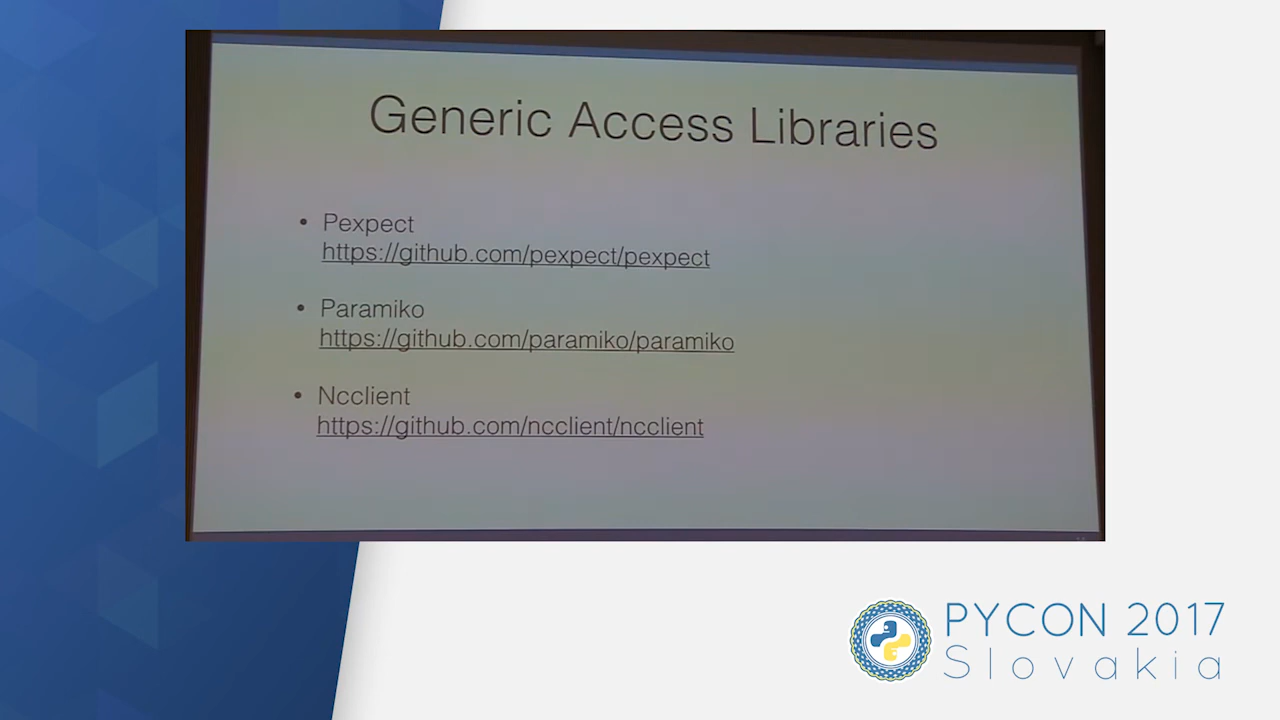 Generic Access Libraries
• Pexpect
https://github.com/pexpect/pexpect
• Paramiko
https://github.com/paramiko/paramiko
• Ncclient
https://github.com/ncclient/ncclient
PYCON 2017
Slovakia